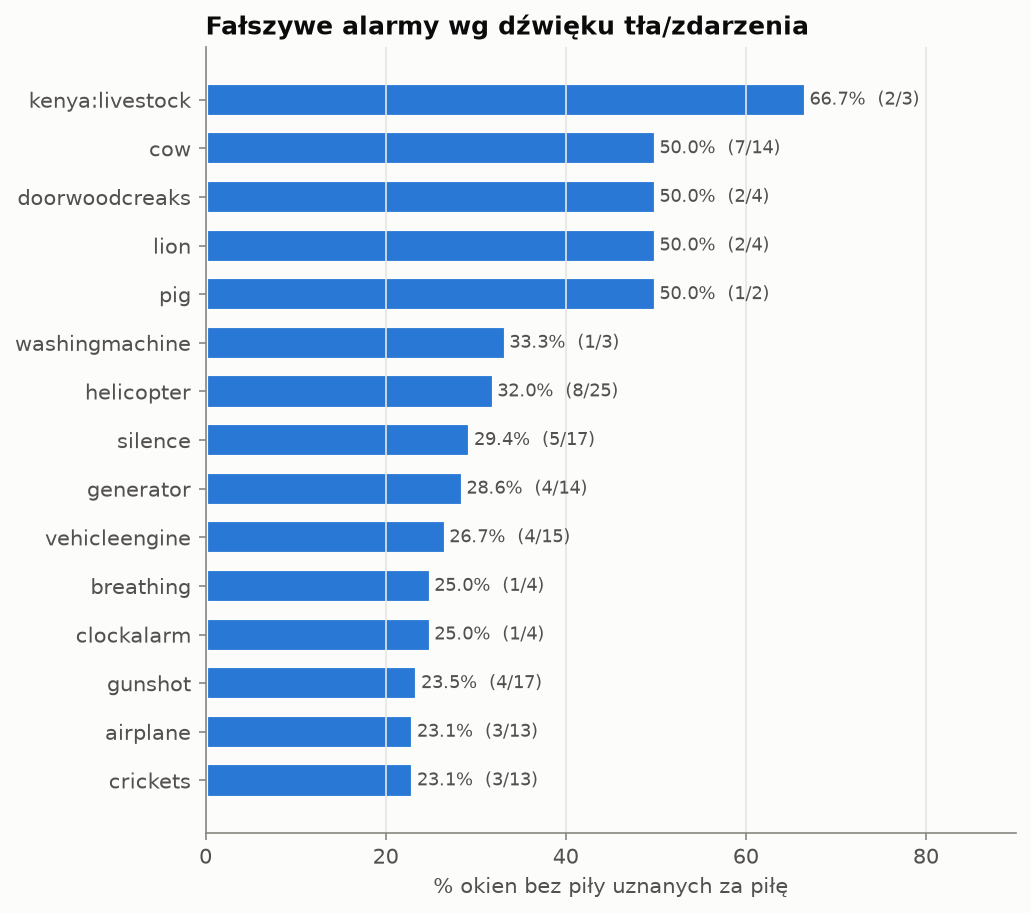 Fałszywe alarmy wg dźwięku tła/zdarzenia
kenya:livestock 66.7% (2/3)
cow 50.0% (7/14)
doorwoodcreaks 50.0% (2/4)
lion 50.0% (2/4)
pig 50.0% (1/2)
washingmachine 33.3% (1/3)
helicopter 32.0% (8/25)
silence 29.4% (5/17)
generator 28.6% (4/14)
vehicleengine 26.7% (4/15)
breathing 25.0% (1/4)
clockalarm 25.0% (1/4)
gunshot 23.5% (4/17)
airplane 23.1% (3/13)
crickets 23.1% (3/13)
0 20 40 60 80
% okien bez piły uznanych za piłę